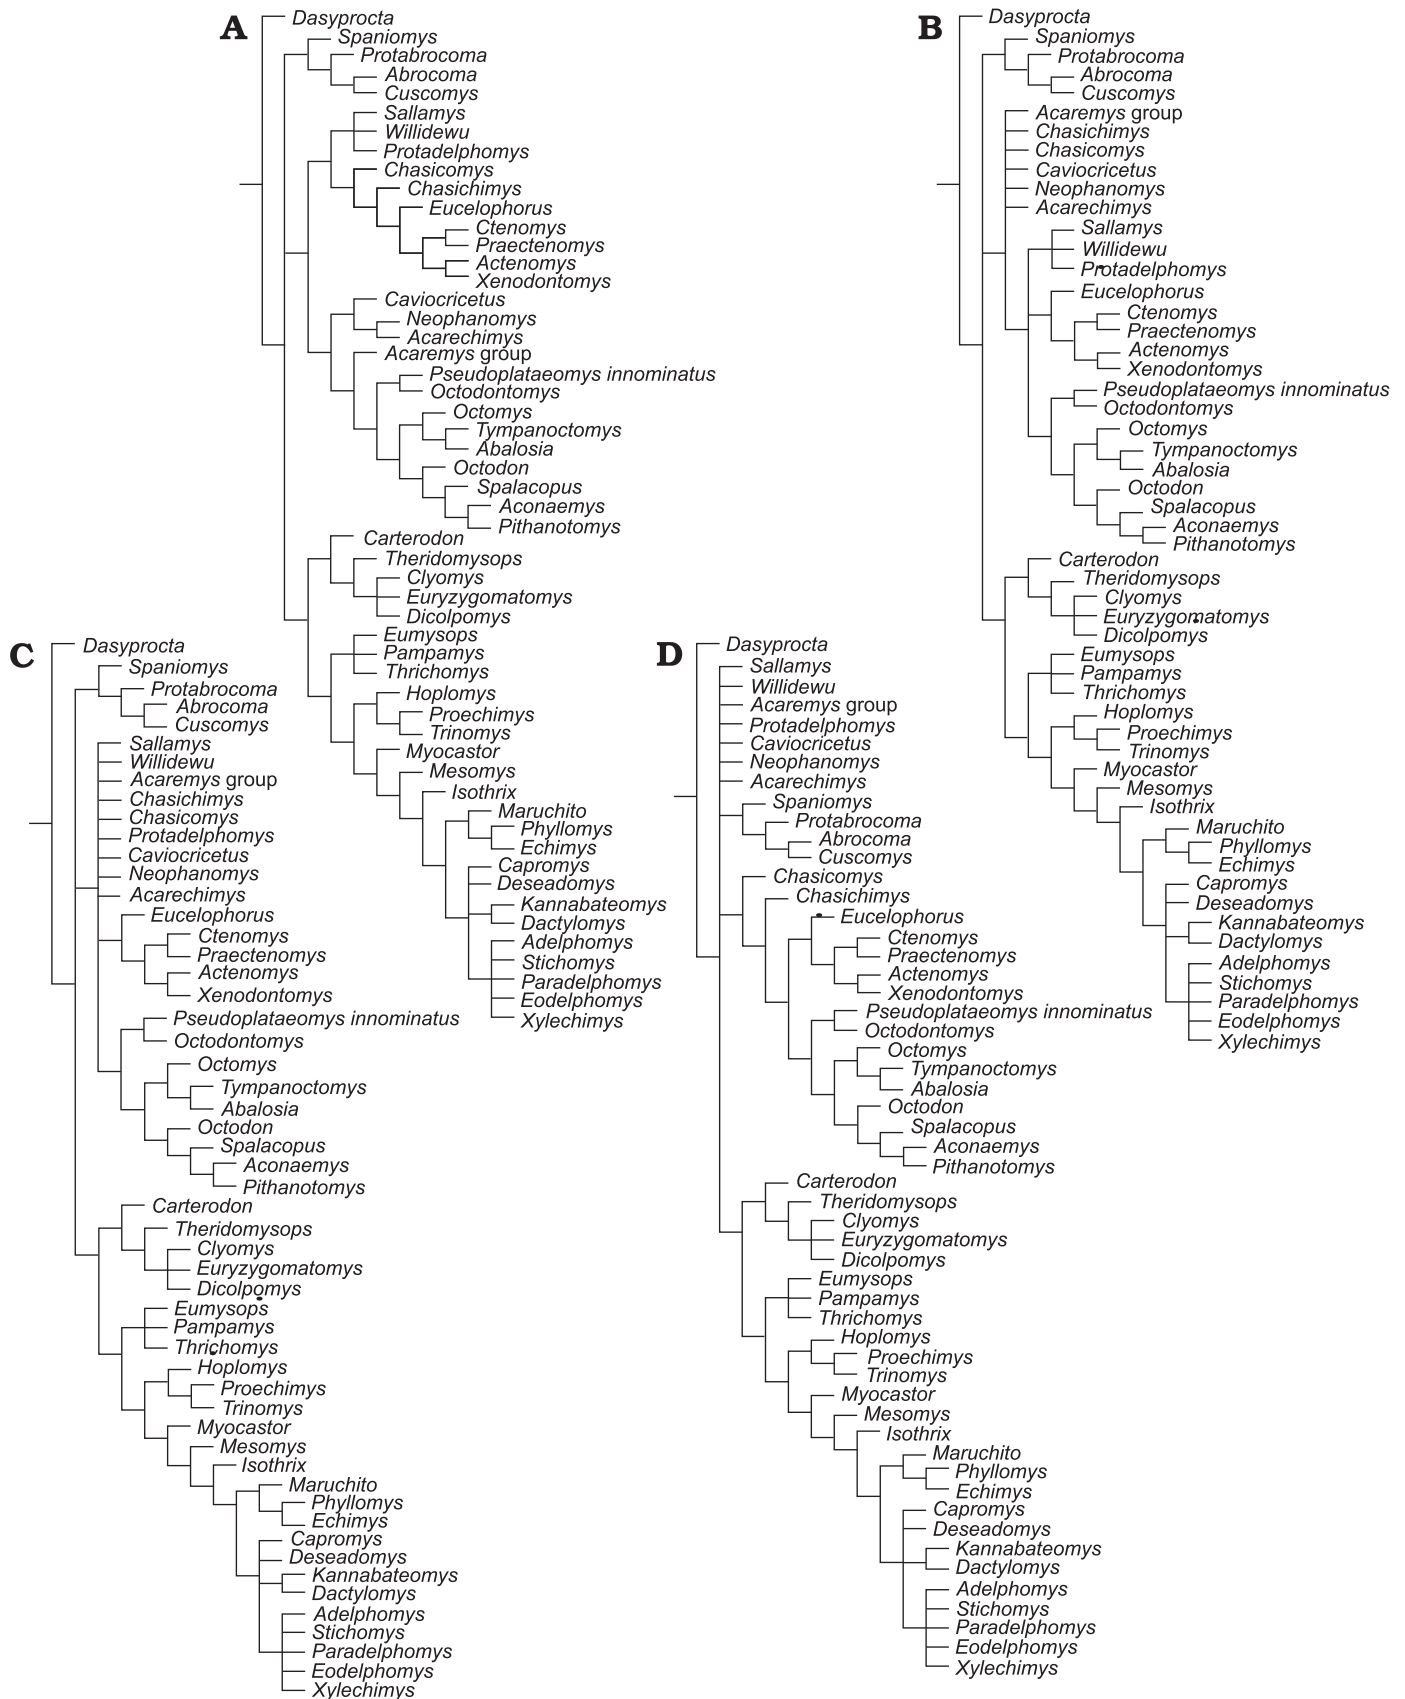 A
Dasyprocta
Spaniomys
Protabrocoma
Abrocoma
Cuscomys
Sallamys
Willidewu
Protadelphomys
Chasicomys
Chasichimys
Eucelophorus
Ctenomys
Praectenomys
Actenomys
Xenodontomys
Caviocricetus
Neophanomys
Acarechimys
Acaremys group
Pseudoplataeomys innominatus
Octodontomys
Octomys
Tympanoctomys
Abalosia
Octodon
Spalacopus
Aconaemys
Pithanotomys
Carterodon
Theridomysops
Clyomys
Euryzygomatomys
Dicolpomys
Eumysops
Pampamys
Thrichomys
Hoplomys
Proechimys
Trinomys
Myocastor
Mesomys
Isothrix
Maruchito
Phyllomys
Echimys
Capromys
Deseadomys
Kannabateomys
Dactylomys
Adelphomys
Stichomys
Paradelphomys
Eodelphomys
Xylechimys
B
Dasyprocta
Spaniomys
Protabrocoma
Abrocoma
Cuscomys
Acaremys group
Chasichimys
Chasicomys
Caviocricetus
Neophanomys
Acarechimys
Sallamys
Willidewu
Protadelphomys
Eucelophorus
Ctenomys
Praectenomys
Actenomys
Xenodontomys
Pseudoplataeomys innominatus
Octodontomys
Octomys
Tympanoctomys
Abalosia
Octodon
Spalacopus
Aconaemys
Pithanotomys
Carterodon
Theridomysops
Clyomys
Euryzygomatomys
Dicolpomys
Eumysops
Pampamys
Thrichomys
Hoplomys
Proechimys
Trinomys
Myocastor
Mesomys
Isothrix
Maruchito
Phyllomys
Echimys
Capromys
Deseadomys
Kannabateomys
Dactylomys
Adelphomys
Stichomys
Paradelphomys
Eodelphomys
Xylechimys
C
Dasyprocta
Spaniomys
Protabrocoma
Abrocoma
Cuscomys
Sallamys
Willidewu
Acaremys group
Chasichimys
Chasicomys
Protadelphomys
Caviocricetus
Neophanomys
Acarechimys
Eucelophorus
Ctenomys
Praectenomys
Actenomys
Xenodontomys
Pseudoplataeomys innominatus
Octodontomys
Octomys
Tympanoctomys
Abalosia
Octodon
Spalacopus
Aconaemys
Pithanotomys
Carterodon
Theridomysops
Clyomys
Euryzygomatomys
Dicolpomys
Eumysops
Pampamys
Thrichomys
Hoplomys
Proechimys
Trinomys
Myocastor
Mesomys
Isothrix
Maruchito
Phyllomys
Echimys
Capromys
Deseadomys
Kannabateomys
Dactylomys
Adelphomys
Stichomys
Paradelphomys
Eodelphomys
Xylechimys
D
Dasyprocta
Sallamys
Willidewu
Acaremys group
Protadelphomys
Caviocricetus
Neophanomys
Acarechimys
Spaniomys
Protabrocoma
Abrocoma
Cuscomys
Chasicomys
Chasichimys
Eucelophorus
Ctenomys
Praectenomys
Actenomys
Xenodontomys
Pseudoplataeomys innominatus
Octodontomys
Octomys
Tympanoctomys
Abalosia
Octodon
Spalacopus
Aconaemys
Pithanotomys
Carterodon
Theridomysops
Clyomys
Euryzygomatomys
Dicolpomys
Eumysops
Pampamys
Thrichomys
Hoplomys
Proechimys
Trinomys
Myocastor
Mesomys
Isothrix
Maruchito
Phyllomys
Echimys
Capromys
Deseadomys
Kannabateomys
Dactylomys
Adelphomys
Stichomys
Paradelphomys
Eodelphomys
Xylechimys